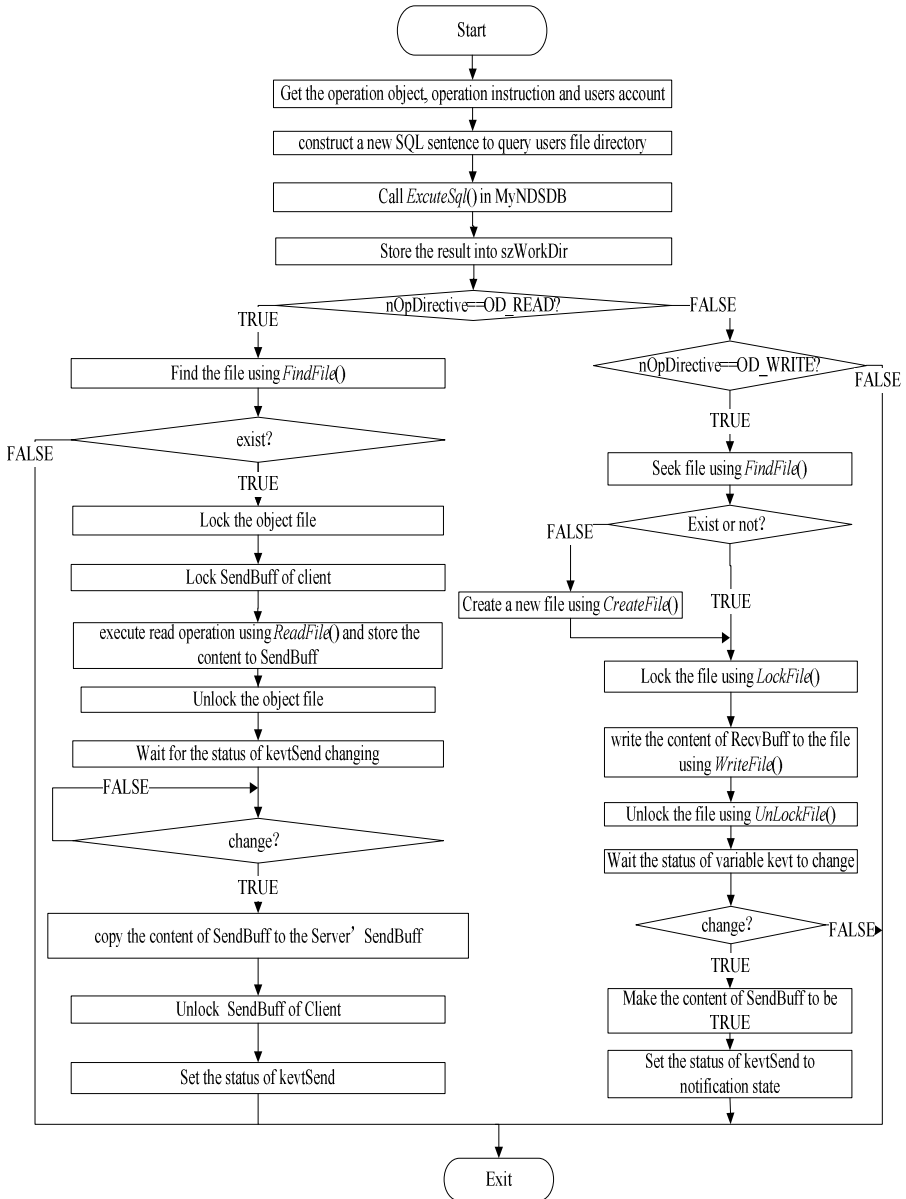 Start
Get the operation object, operation instruction and users account
construct a new SQL sentence to query users file directory
Call ExcuteSql() in MyNDSDB
Store the result into szWorkDir
nOpDirective==OD_READ?
TRUE
FALSE
Find the file using FindFile()
exist?
FALSE
TRUE
Lock the object file
Lock SendBuff of client
execute read operation using ReadFile() and store the
content to SendBuff
Unlock the object file
Wait for the status of kevtSend changing
FALSE
change?
TRUE
copy the content of SendBuff to the Server' SendBuff
Unlock SendBuff of Client
Set the status of kevtSend
nOpDirective==OD_WRITE?
FALSE
TRUE
Seek file using FindFile()
Exist or not?
FALSE
Create a new file using CreateFile()
TRUE
Lock the file using LockFile()
write the content of RecvBuff to the file
using WriteFile()
Unlock the file using UnLockFile()
Wait the status of variable kevt to change
change?
FALSE
TRUE
Make the content of SendBuff to be
TRUE
Set the status of kevtSend to
notification state
Exit